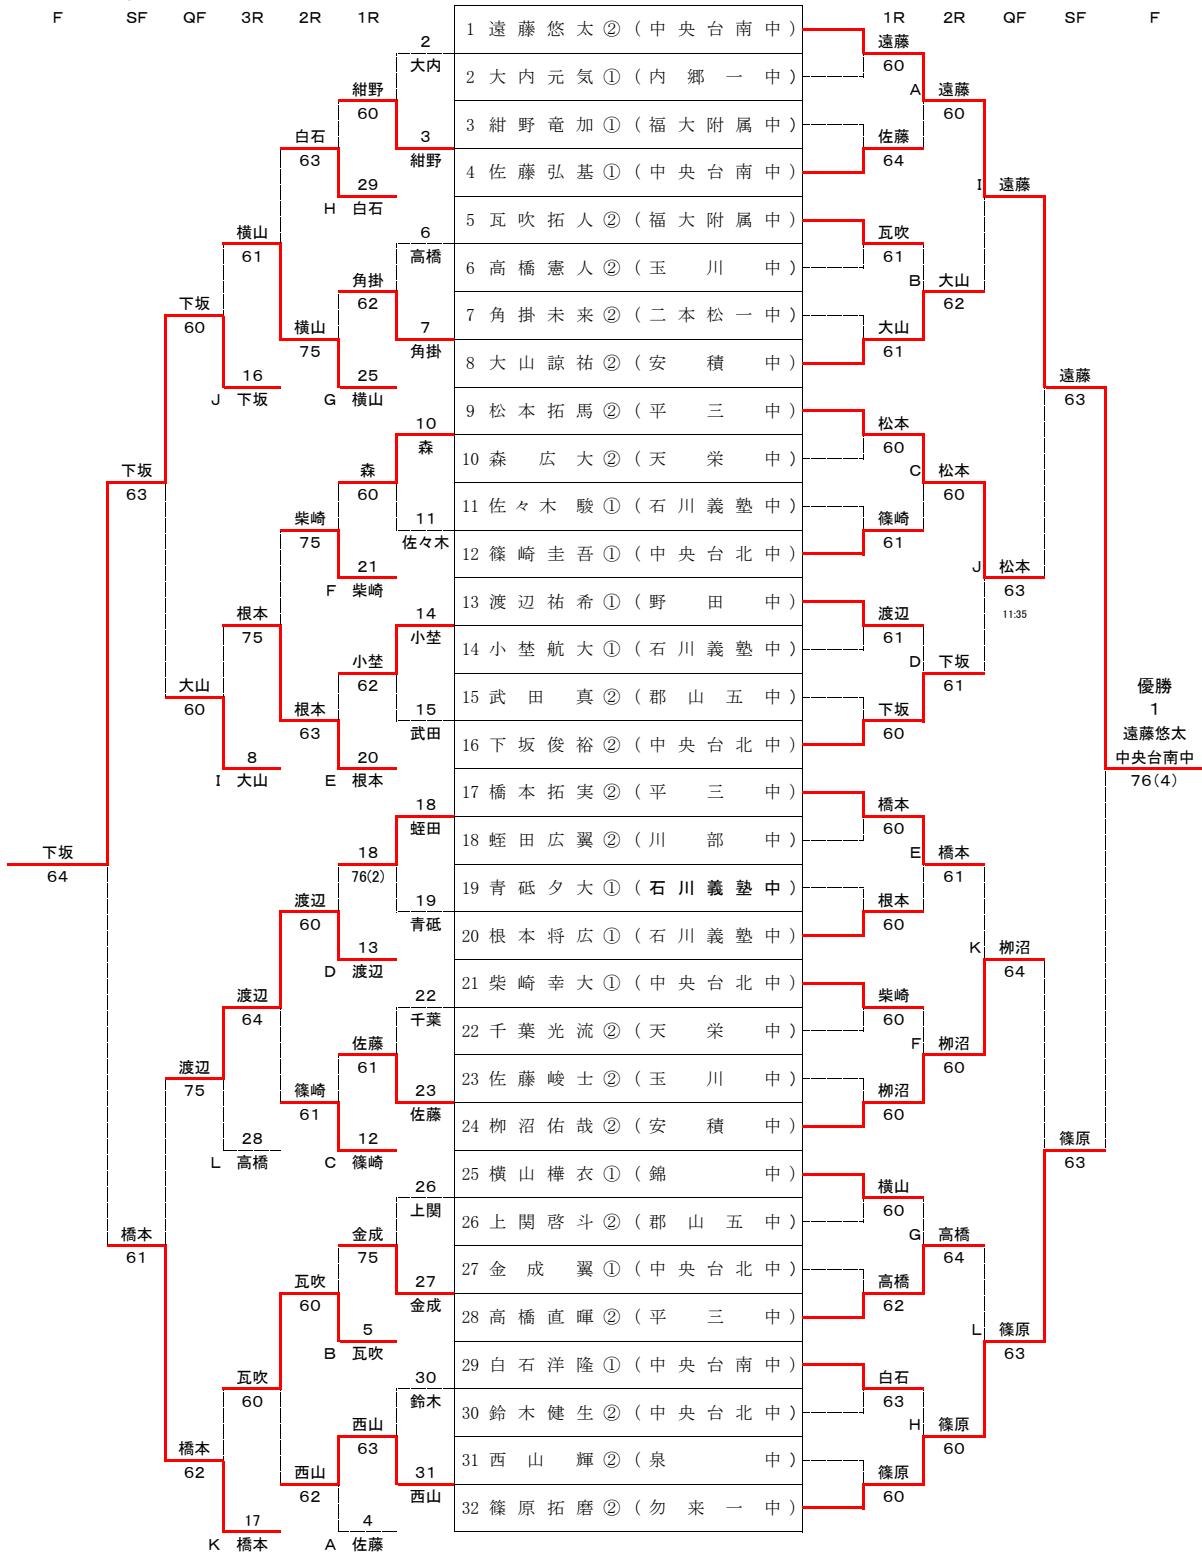 F SF QF 3R 2R 1R 1R 2R QF SF F
1 遠藤悠太② (中央台南中)
2 大内元気① (内郷一中)
3 紺野竜加① (福大附属中)
4 佐藤弘基① (中央台南中)
5 瓦吹拓人② (福大附属中)
6 高橋憲人② (玉川中)
7 角掛未来② (二本松一中)
8 大山諒祐② (安積中)
9 松本拓馬② (平三中)
10 森広大② (天栄中)
11 佐々木駿① (石川義塾中)
12 篠崎圭吾① (中央台北中)
13 渡辺祐希① (野田中)
14 小埜航大① (石川義塾中)
15 武田真② (郡山五中)
16 下坂俊裕② (中央台北中)
17 橋本拓実② (平三中)
18 蛭田広翼② (川部中)
19 青砥夕大① (石川義塾中)
20 根本将広① (石川義塾中)
21 柴崎幸大① (中央台北中)
22 千葉光流② (天栄中)
23 佐藤峻士② (玉川中)
24 栁沼佑哉② (安積中)
25 横山樺衣① (錦中)
26 上関啓斗② (郡山五中)
27 金成翼① (中央台北中)
28 高橋直暉② (平三中)
29 白石洋隆① (中央台南中)
30 鈴木健生② (中央台北中)
31 西山輝② (泉中)
32 篠原拓磨② (勿来一中)
2
大内
3
紺野
6
高橋
7
角掛
10
森
11
佐々木
14
小埜
15
武田
18
蛭田
19
青砥
22
千葉
23
佐藤
26
上関
27
金成
30
鈴木
31
西山
紺野
60
29
H 白石
角掛
62
25
G 横山
森
60
21
F 柴崎
小埜
62
20
E 根本
18
76(2)
13
D 渡辺
佐藤
61
12
C 篠崎
金成
75
5
B 瓦吹
西山
63
4
A 佐藤
白石
63
横山
75
柴崎
75
根本
63
渡辺
60
篠崎
61
瓦吹
60
西山
62
横山
61
16
J 下坂
根本
75
8
I 大山
渡辺
64
28
L 高橋
瓦吹
60
17
K 橋本
下坂
60
大山
60
渡辺
75
橋本
62
下坂
63
橋本
61
下坂
64
遠藤
60
佐藤
64
瓦吹
61
大山
61
松本
60
篠崎
61
渡辺
61
下坂
60
橋本
60
根本
60
柴崎
60
栁沼
60
横山
60
高橋
62
白石
63
篠原
60
A 遠藤
60
B 大山
62
C 松本
60
D 下坂
61
E 橋本
61
F 栁沼
60
G 高橋
64
H 篠原
60
I 遠藤
J 松本
63
11:35
K 栁沼
64
L 篠原
63
遠藤
63
篠原
63
優勝
1
遠藤悠太
中央台南中
76(4)